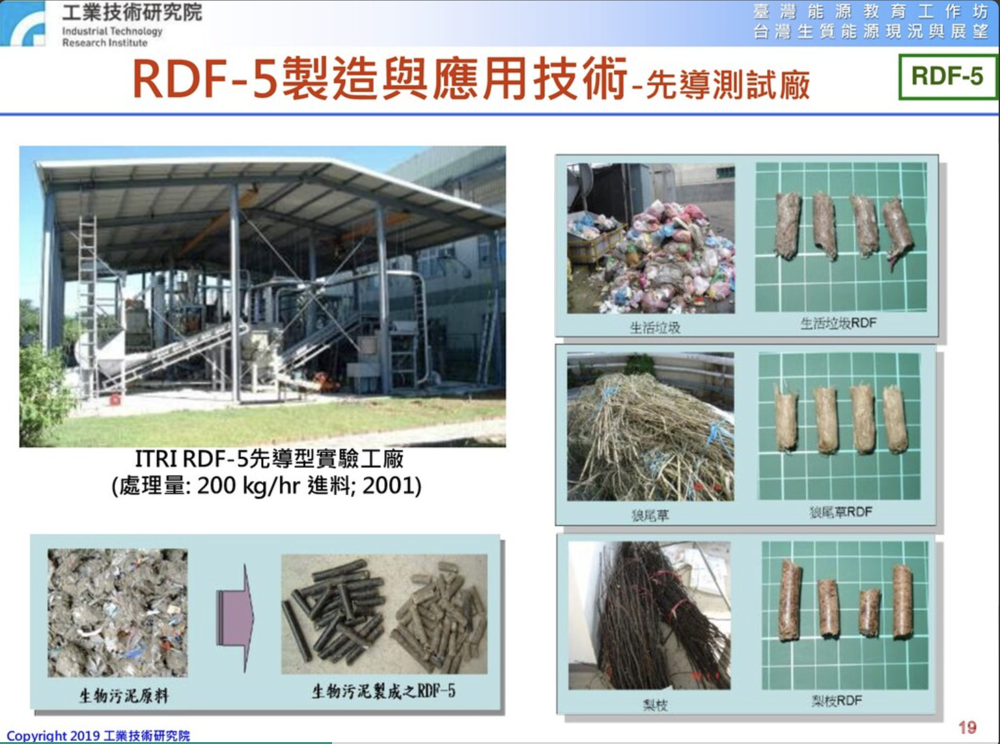 工業技術研究院
Industrial Technology
Research Institute
臺灣能源教育工作坊
台灣生質能源現況與展望
RDF-5製造與應用技術-先導測試廠
RDF-5
ITRI RDF-5先導型實驗工廠
(處理量: 200 kg/hr 進料; 2001)
生物污泥原料
生物污泥製成之RDF-5
生活垃圾
生活垃圾RDF
狼尾草
狼尾草RDF
梨枝
梨枝RDF
Copyright 2019 工業技術研究院
19